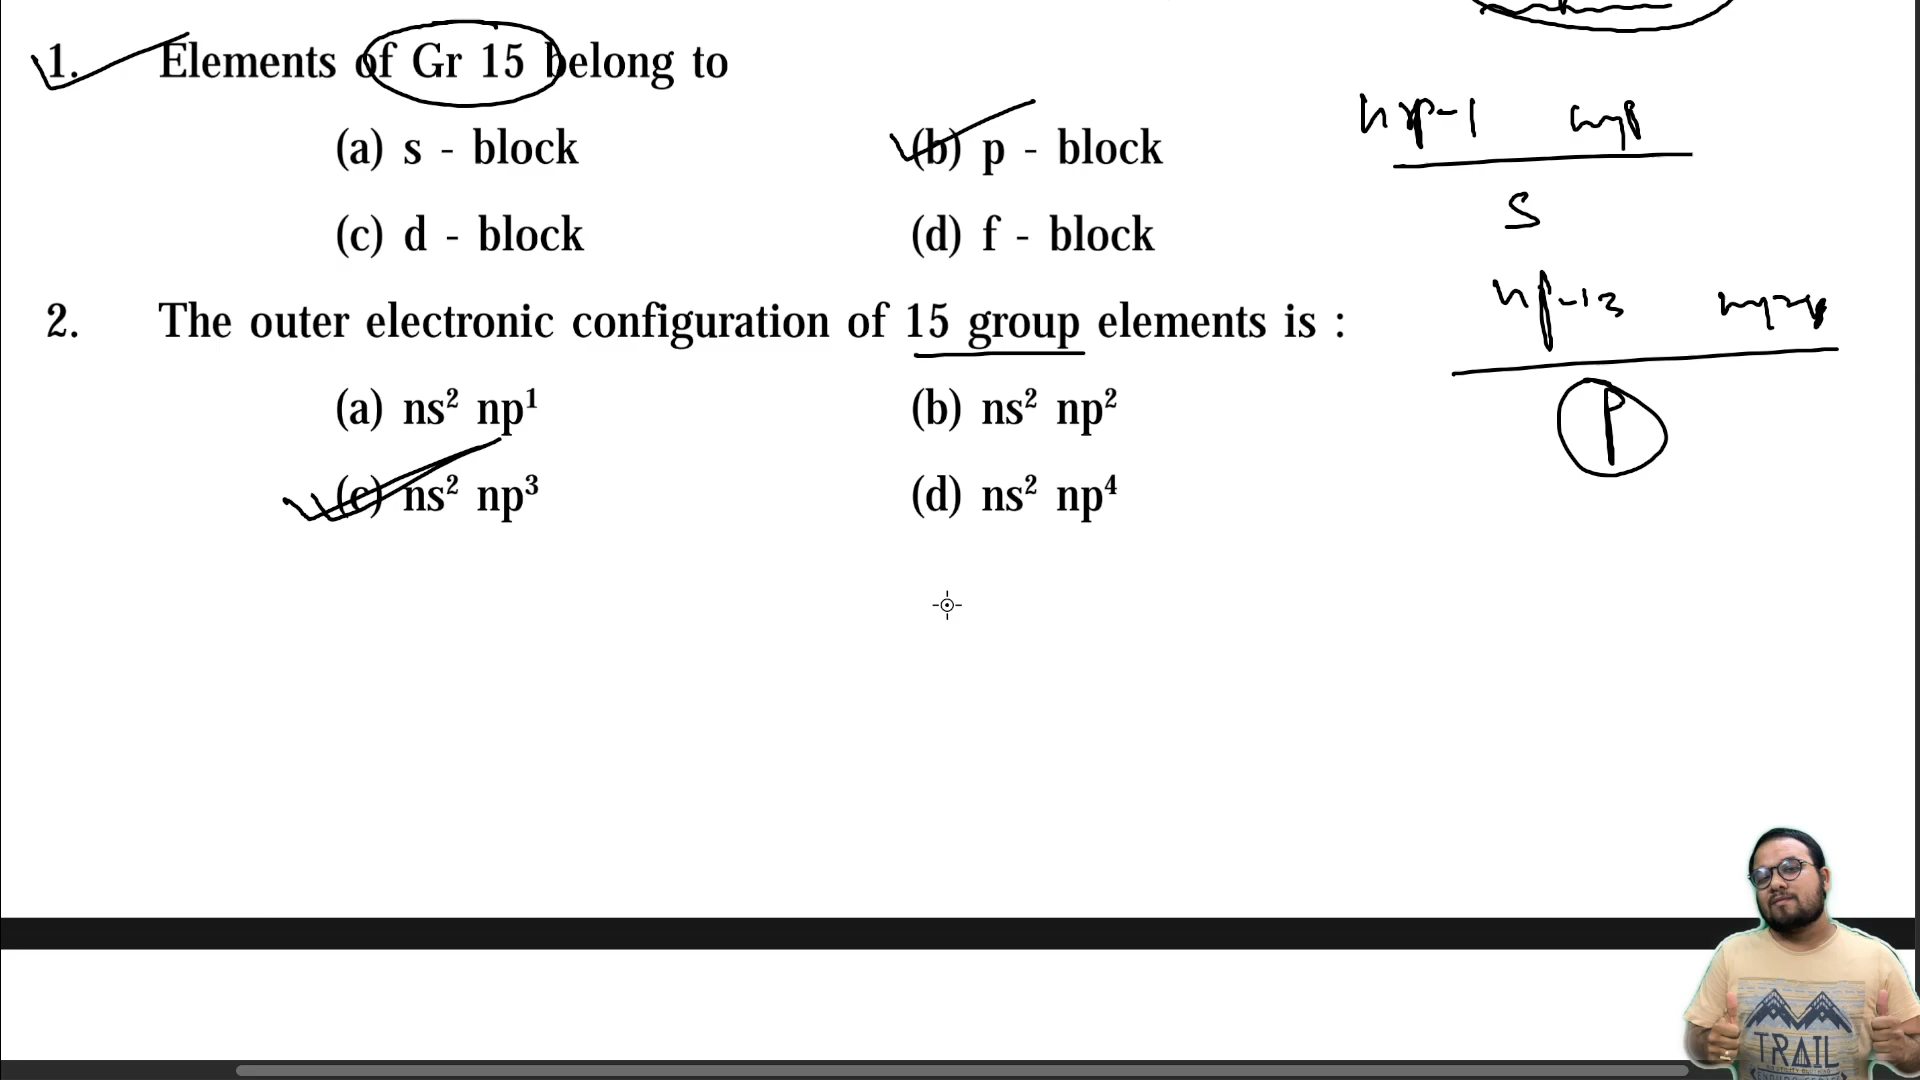 1. Elements of Gr 15 belong to
(a) s - block (b) p - block
(c) d - block (d) f - block
2. The outer electronic configuration of 15 group elements is :
(a) ns² np¹ (b) ns² np²
(c) ns² np³ (d) ns² np⁴
S
P
TRAIL